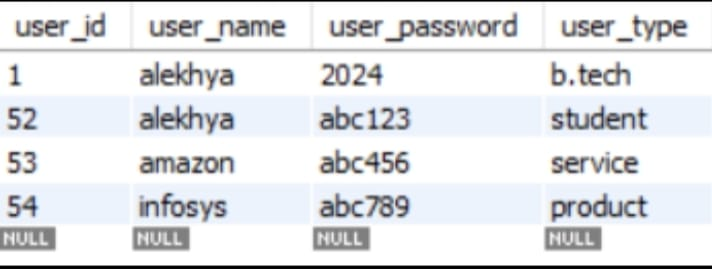 user_id user_name user_password user_type
1 alekhya 2024 b.tech
52 alekhya abc123 student
53 amazon abc456 service
54 infosys abc789 product
NULL NULL NULL NULL